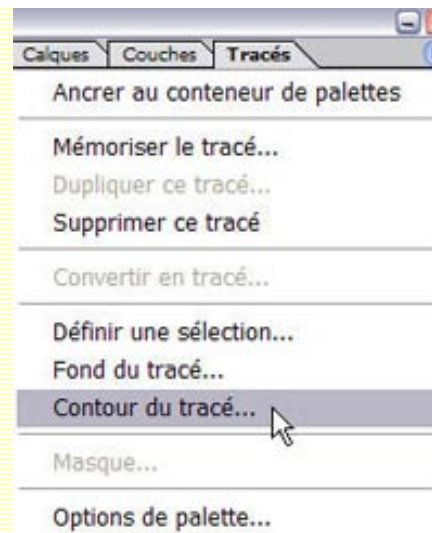 Calques Couches Tracés
Ancrer au conteneur de palettes
Mémoriser le tracé...
Dupliquer ce tracé...
Supprimer ce tracé
Convertir en tracé...
Définir une sélection...
Fond du tracé...
Contour du tracé...
Masque...
Options de palette...